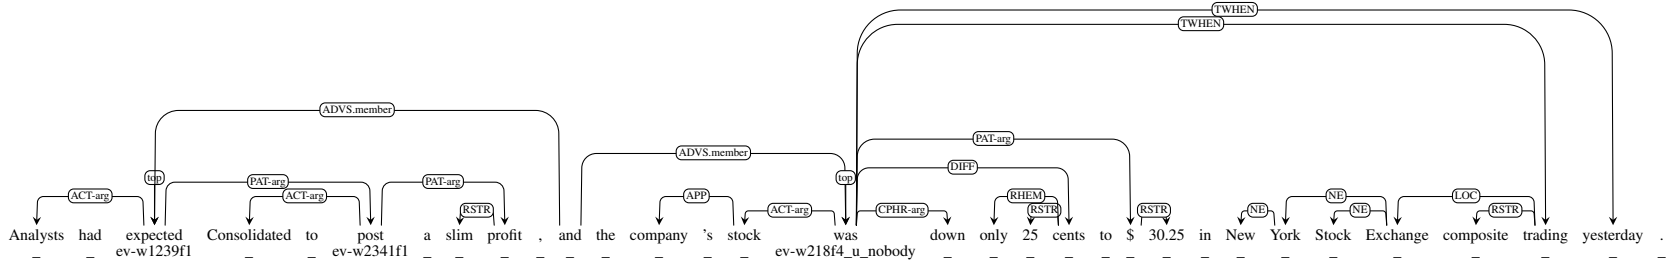 TWHEN
TWHEN
ADVS.member
PAT-arg
ADVS.member
DIFF
top PAT-arg PAT-arg top
ACT-arg ACT-arg APP RHEM NE LOC
RSTR ACT-arg CPHR-arg RSTR RSTR NE NE RSTR
Analysts had expected Consolidated to post a slim profit , and the company 's stock was down only 25 cents to $ 30.25 in New York Stock Exchange composite trading yesterday .
_ _ ev-w1239f1 _ _ ev-w2341f1 _ _ _ _ _ _ _ _ _ ev-w218f4_u_nobody _ _ _ _ _ _ _ _ _ _ _ _ _ _ _ _